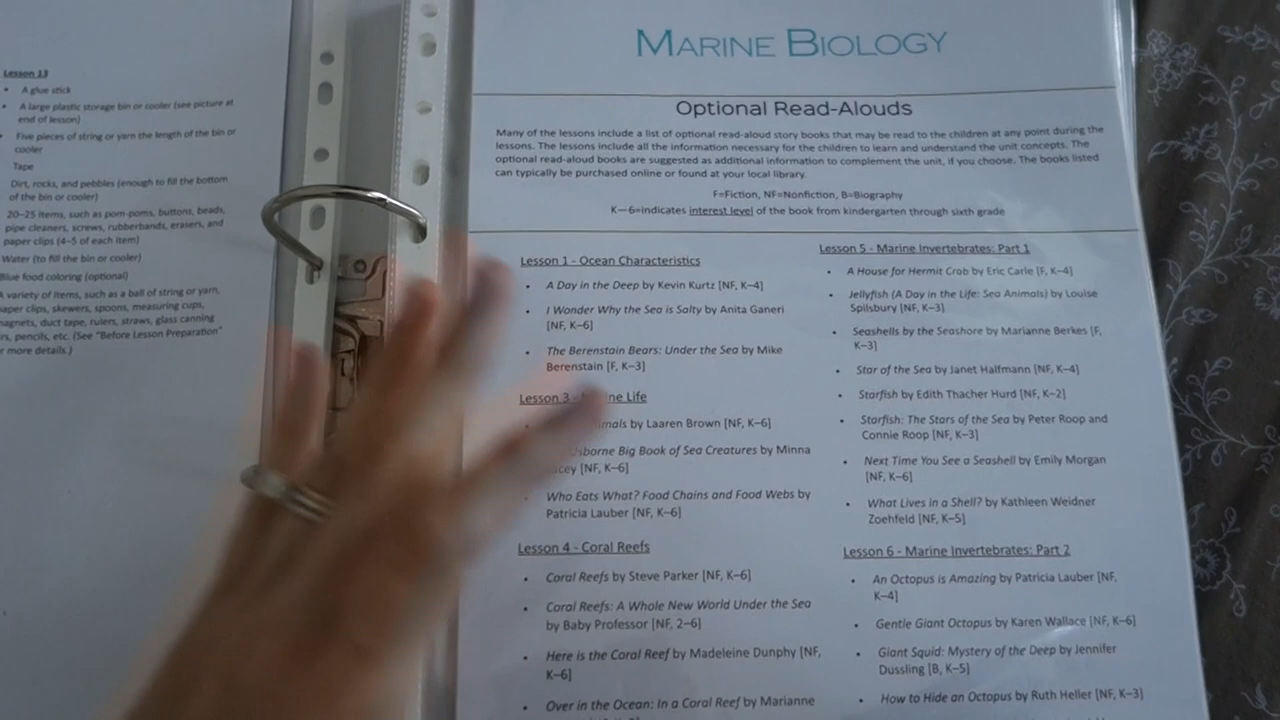 Lesson 13
• A glue stick
• A large plastic storage bin or cooler (see picture at
end of lesson)
• Five pieces of string or yarn the length of the bin or
cooler
Tape
Dirt, rocks, and pebbles (enough to fill the bottom
of the bin or cooler)
20–25 items, such as pom-poms, buttons, beads,
pipe cleaners, screws, rubberbands, erasers, and
paper clips (4–5 of each item)
Water (to fill the bin or cooler)
Blue food coloring (optional)
A variety of items, such as a ball of string or yarn,
paper clips, skewers, spoons, measuring cups,
magnets, duct tape, rulers, straws, glass canning
pencils, etc. (See "Before Lesson Preparation"
more details.)
MARINE BIOLOGY
Optional Read-Alouds
Many of the lessons include a list of optional read-aloud story books that may be read to the children at any point during the
lessons. The lessons include all the information necessary for the children to learn and understand the unit concepts. The
optional read-aloud books are suggested as additional information to complement the unit, if you choose. The books listed
can typically be purchased online or found at your local library.
F=Fiction, NF=Nonfiction, B=Biography
K—6=indicates interest level of the book from kindergarten through sixth grade
Lesson 1 - Ocean Characteristics
• A Day in the Deep by Kevin Kurtz [NF, K–4]
• I Wonder Why the Sea is Salty by Anita Ganeri
[NF, K–6]
• The Berenstain Bears: Under the Sea by Mike
Berenstain [F, K–3]
Lesson 3 - Life
by Laaren Brown [NF, K–6]
Big Book of Sea Creatures by Minna
[NF, K–6]
• Who Eats What? Food Chains and Food Webs by
Patricia Lauber [NF, K–6]
Lesson 4 - Coral Reefs
• Coral Reefs by Steve Parker [NF, K–6]
• Coral Reefs: A Whole New World Under the Sea
by Baby Professor [NF, 2–6]
• Here is the Coral Reef by Madeleine Dunphy [NF,
K–6]
• Over in the Ocean: In a Coral Reef by Marianne
Lesson 5 - Marine Invertebrates: Part 1
• A House for Hermit Crab by Eric Carle [F, K–4]
• Jellyfish (A Day in the Life: Sea Animals) by Louise
Spilsbury [NF, K–3]
• Seashells by the Seashore by Marianne Berkes [F,
K–3]
• Star of the Sea by Janet Halfmann [NF, K–4]
• Starfish by Edith Thacher Hurd [NF, K–2]
• Starfish: The Stars of the Sea by Peter Roop and
Connie Roop [NF, K–3]
• Next Time You See a Seashell by Emily Morgan
[NF, K–6]
• What Lives in a Shell? by Kathleen Weidner
Zoehfeld [NF, K–5]
Lesson 6 - Marine Invertebrates: Part 2
• An Octopus is Amazing by Patricia Lauber [NF,
K–4]
• Gentle Giant Octopus by Karen Wallace [NF, K–6]
• Giant Squid: Mystery of the Deep by Jennifer
Dussling [B, K–5]
• How to Hide an Octopus by Ruth Heller [NF, K–3]